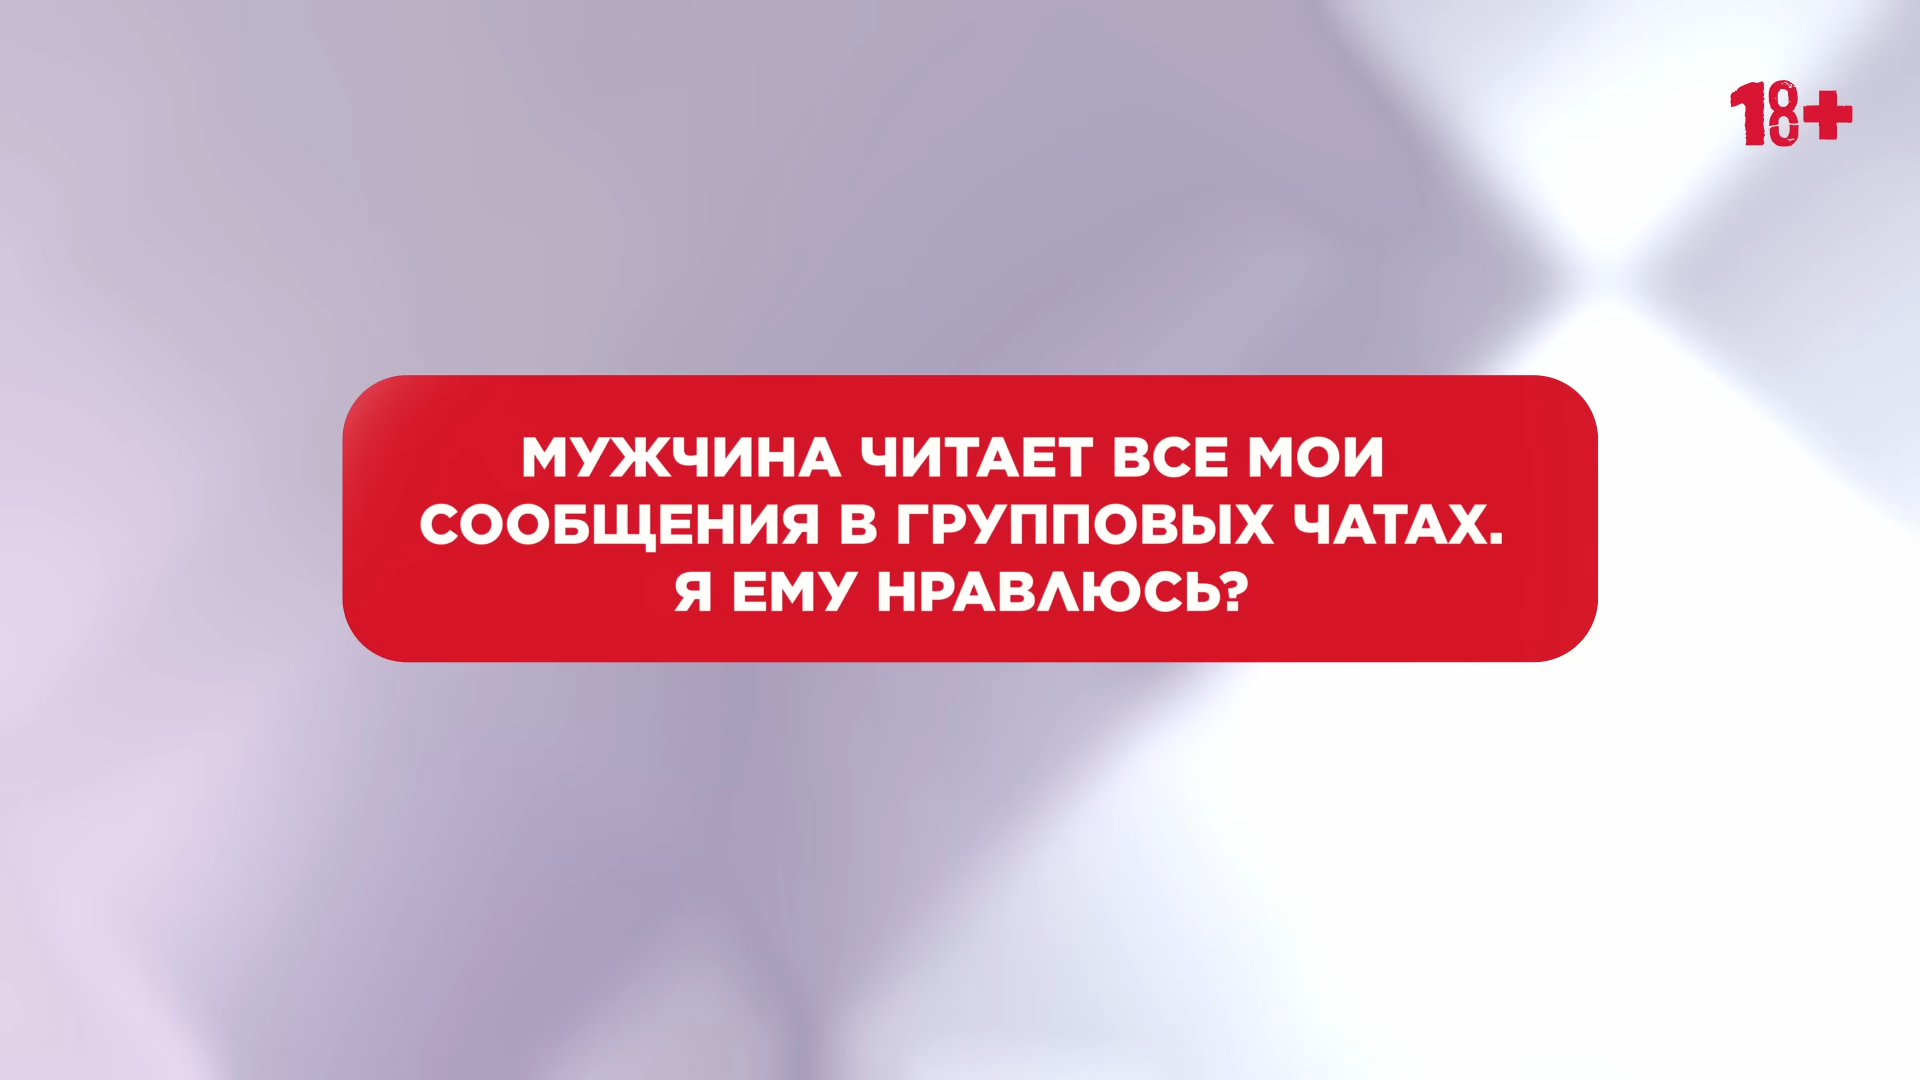 18+
МУЖЧИНА ЧИТАЕТ ВСЕ МОИ
СООБЩЕНИЯ В ГРУППОВЫХ ЧАТАХ.
Я ЕМУ НРАВЛЮСЬ?